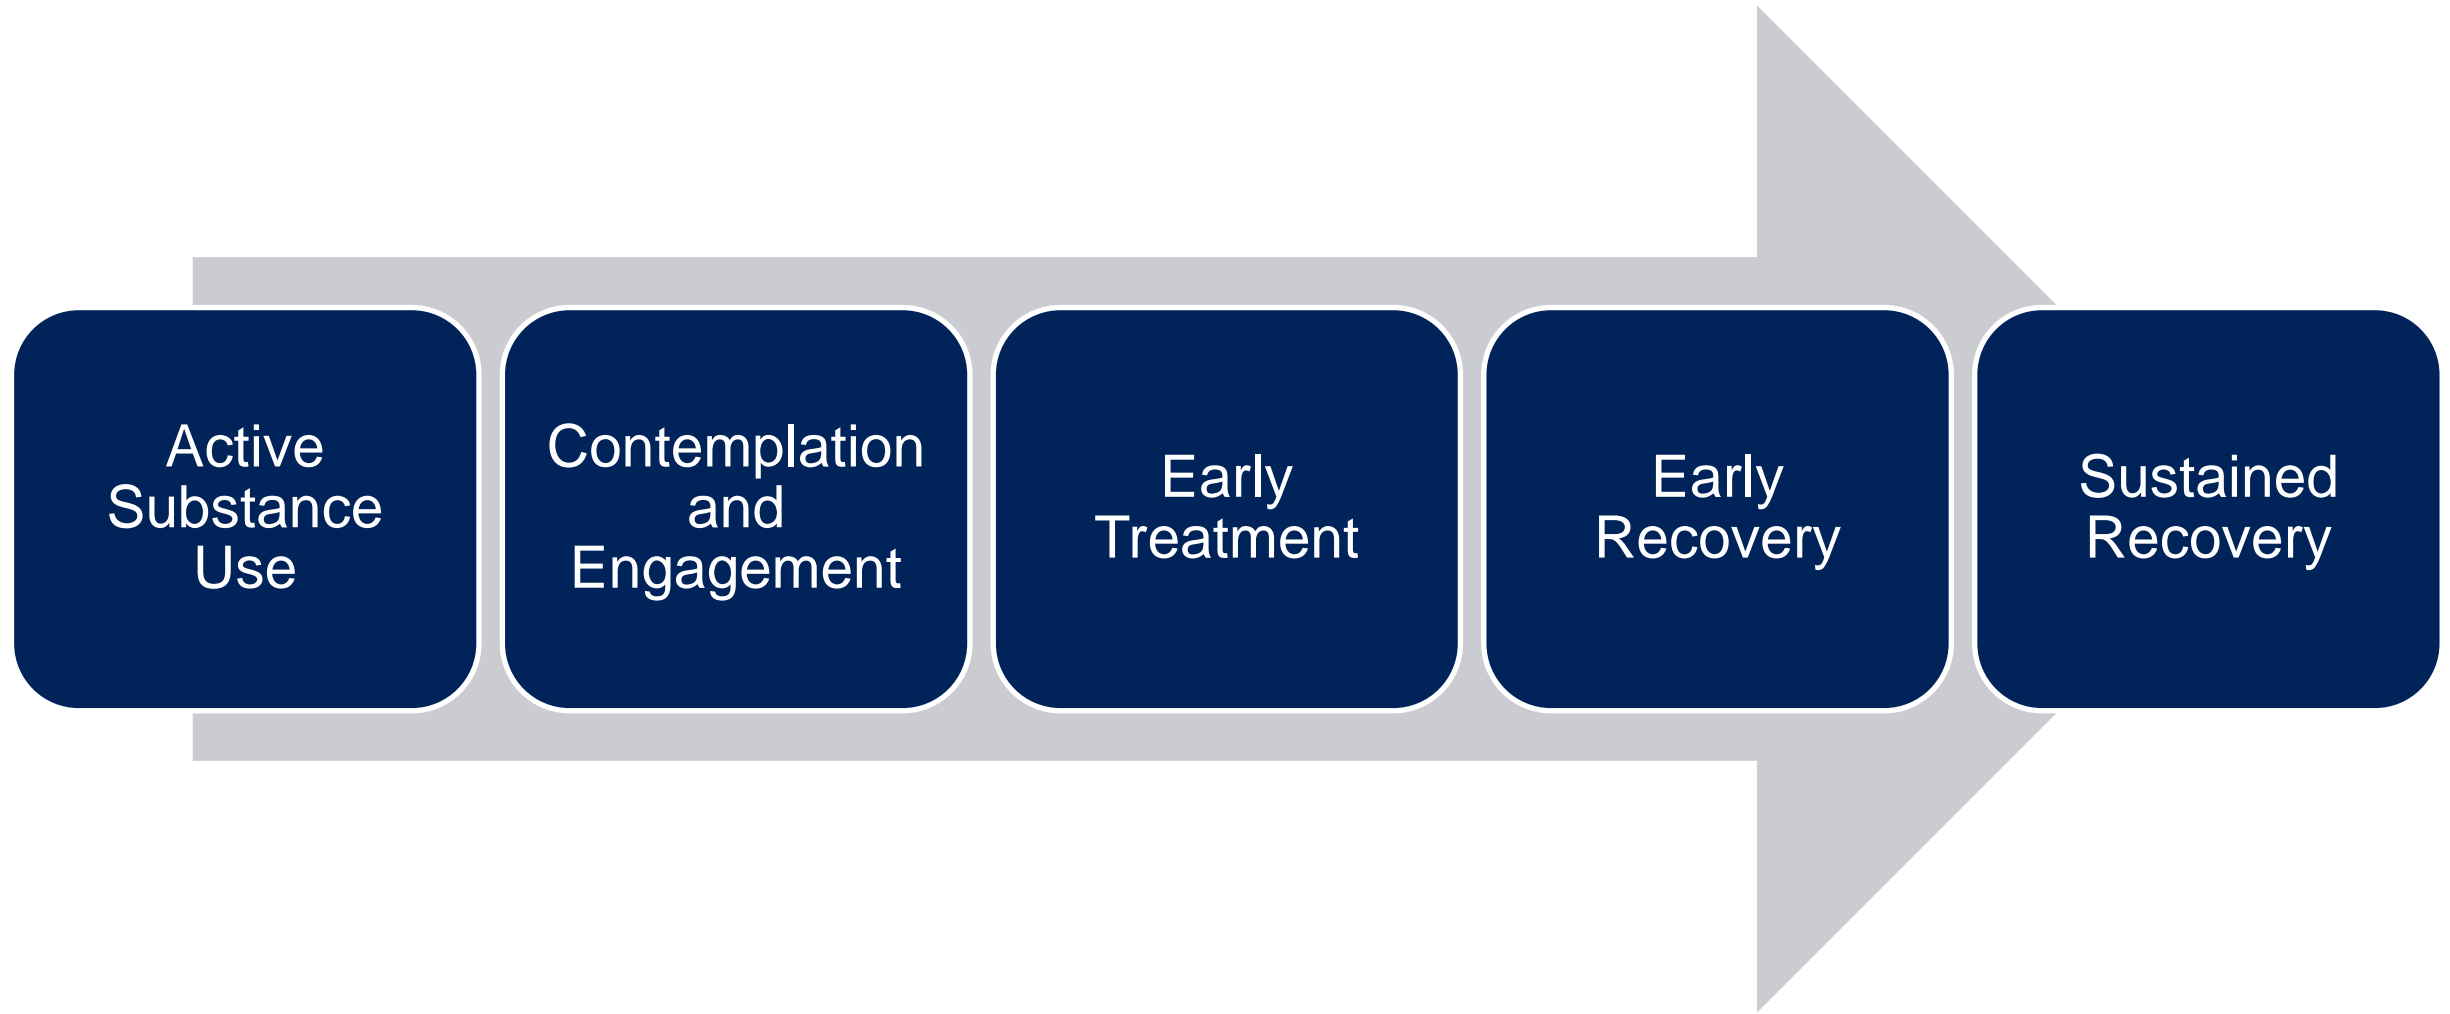 Active
Substance
Use
Contemplation
and
Engagement
Early
Treatment
Early
Recovery
Sustained
Recovery